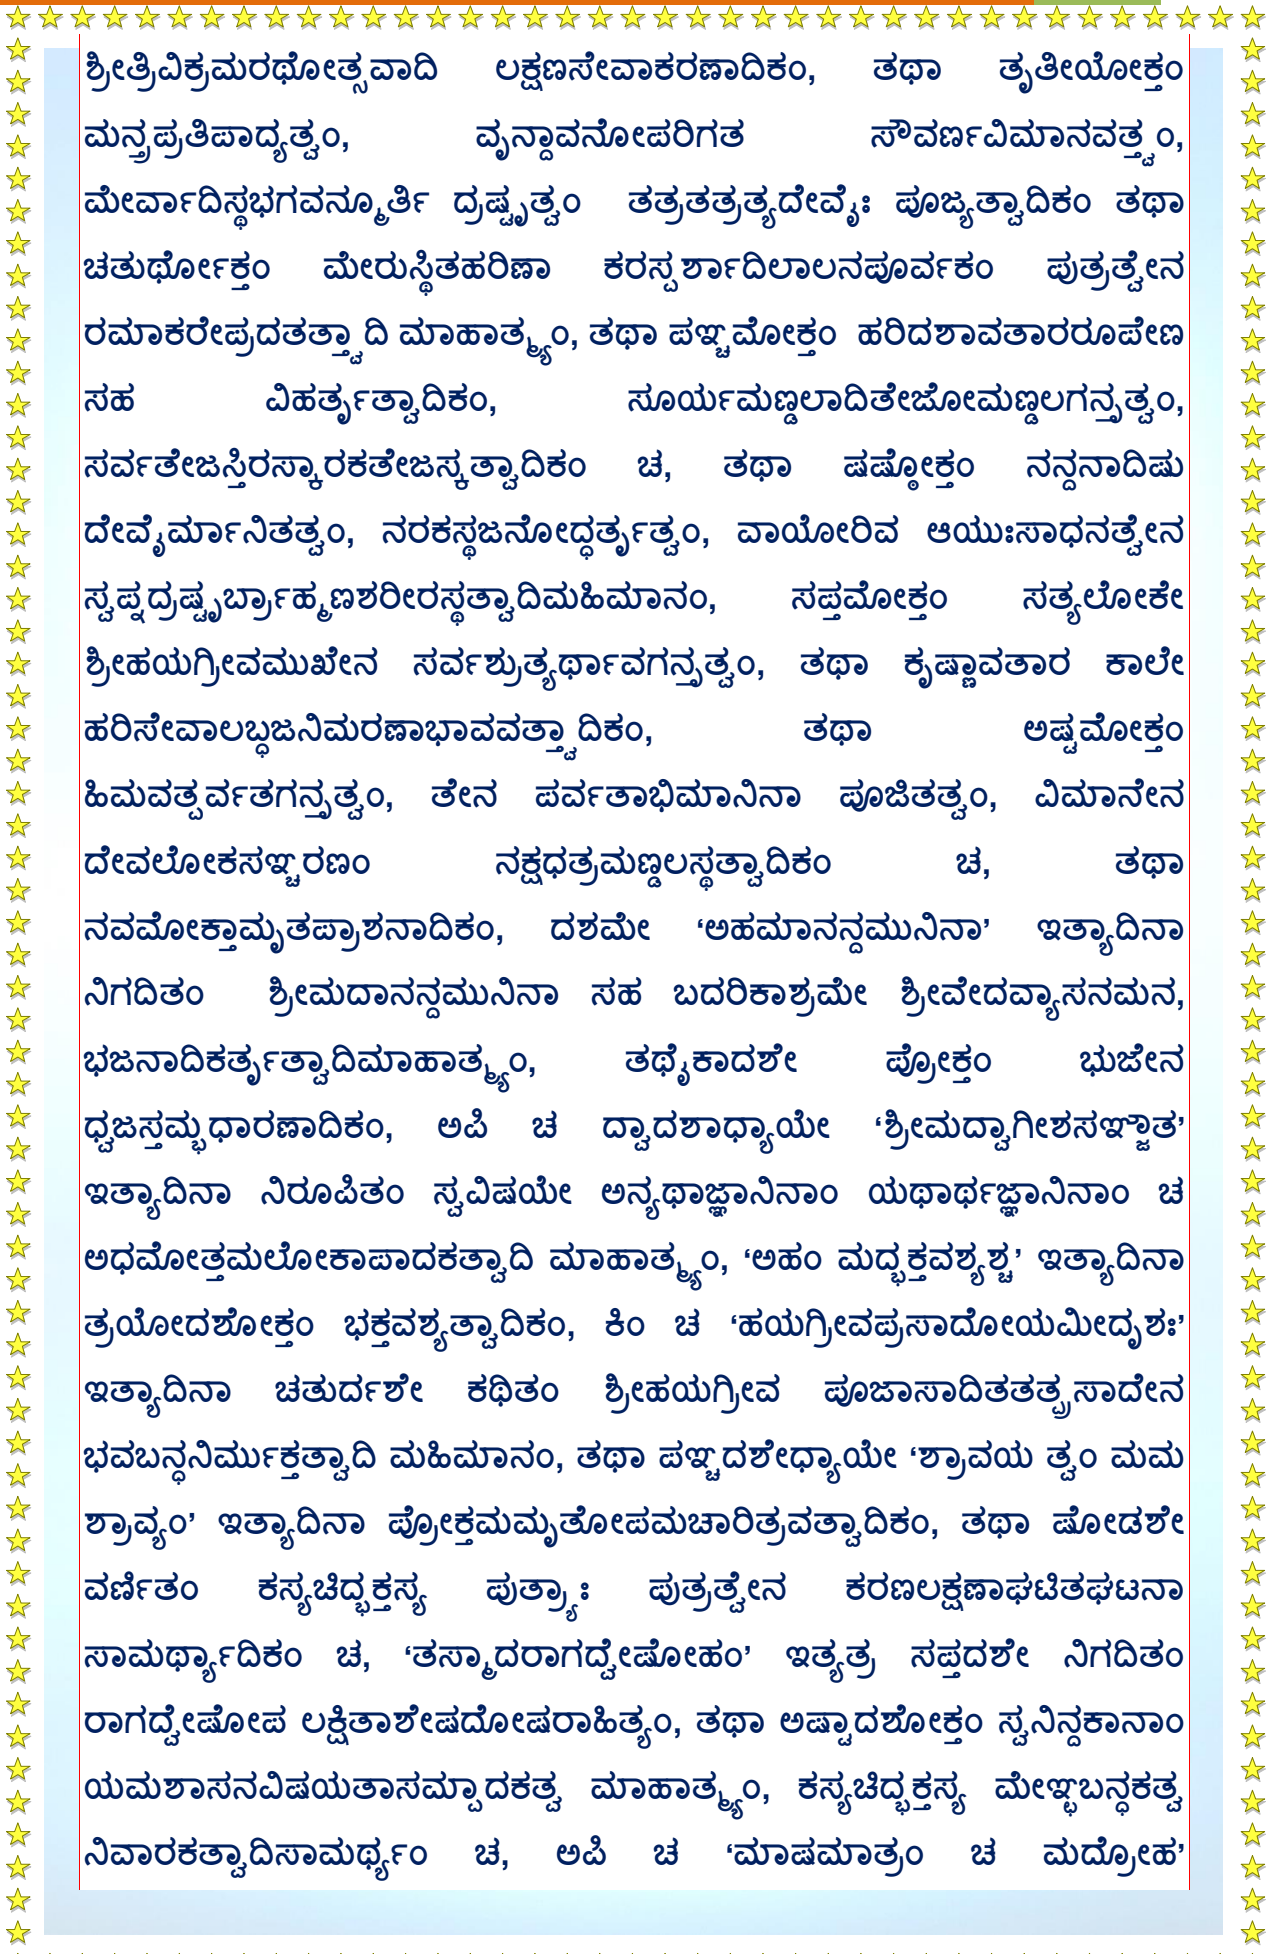 ಶ್ರೀತ್ರಿವಿಕ್ರಮರಥೋತ್ಸವಾದಿ ಲಕ್ಷಣಸೇವಾಕರಣಾದಿಕಂ, ತಥಾ ತೃತೀಯೋಕ್ತಂ
ಮನ್ತ್ರಪ್ರತಿಪಾದ್ಯತ್ವಂ, ವೃನ್ದಾವನೋಪರಿಗತ ಸೌವರ್ಣವಿಮಾನವತ್ತ್ವಂ,
ಮೇರ್ವಾದಿಸ್ಥಭಗವನ್ಮೂರ್ತಿ ದ್ರಷ್ಟೃತ್ವಂ ತತ್ರತತ್ರತ್ಯದೇವೈಃ ಪೂಜ್ಯತ್ವಾದಿಕಂ ತಥಾ
ಚತುರ್ಥೋಕ್ತಂ ಮೇರುಸ್ಥಿತಹರಿಣಾ ಕರಸ್ಪರ್ಶಾದಿಲಾಲನಪೂರ್ವಕಂ ಪುತ್ರತ್ವೇನ
ರಮಾಕರೇಪ್ರದತತ್ತ್ವಾದಿ ಮಾಹಾತ್ಮ್ಯಂ, ತಥಾ ಪಞ್ಚಮೋಕ್ತಂ ಹರಿದಶಾವತಾರರೂಪೇಣ
ಸಹ ವಿಹರ್ತೃತ್ವಾದಿಕಂ, ಸೂರ್ಯಮಣ್ಡಲಾದಿತೇಜೋಮಣ್ಡಲಗನ್ತೃತ್ವಂ,
ಸರ್ವತೇಜಸ್ತಿರಸ್ಕಾರಕತೇಜಸ್ಕತ್ವಾದಿಕಂ ಚ, ತಥಾ ಷಷ್ಠೋಕ್ತಂ ನನ್ದನಾದಿಷು
ದೇವೈರ್ಮಾನಿತತ್ವಂ, ನರಕಸ್ಥಜನೋದ್ಧರ್ತೃತ್ವಂ, ವಾಯೋರಿವ ಆಯುಃಸಾಧನತ್ವೇನ
ಸ್ವಪ್ನದ್ರಷ್ಟೃರ್ಬ್ರಾಹ್ಮಣಶರೀರಸ್ಥತ್ವಾದಿಮಹಿಮಾನಂ, ಸಪ್ತಮೋಕ್ತಂ ಸತ್ಯಲೋಕೇ
ಶ್ರೀಹಯಗ್ರೀವಮುಖೇನ ಸರ್ವಶ್ರುತ್ಯರ್ಥಾವಗನ್ತೃತ್ವಂ, ತಥಾ ಕೃಷ್ಣಾವತಾರ ಕಾಲೇ
ಹರಿಸೇವಾಲಬ್ಧಜನಿಮರಣಾಭಾವವತ್ತ್ವಾದಿಕಂ, ತಥಾ ಅಷ್ಟಮೋಕ್ತಂ
ಹಿಮವತ್ಪರ್ವತಗನ್ತೃತ್ವಂ, ತೇನ ಪರ್ವತಾಭಿಮಾನಿನಾ ಪೂಜಿತತ್ವಂ, ವಿಮಾನೇನ
ದೇವಲೋಕಸಞ್ಚರಣಂ ನಕ್ಷಧತ್ರಮಣ್ಡಲಸ್ಥತ್ವಾದಿಕಂ ಚ, ತಥಾ
ನವಮೋಕ್ತಾಮೃತಪ್ರಾಶನಾದಿಕಂ, ದಶಮೇ ‘ಅಹಮಾನನ್ದಮುನಿನಾ’ ಇತ್ಯಾದಿನಾ
ನಿಗದಿತಂ ಶ್ರೀಮದಾನನ್ದಮುನಿನಾ ಸಹ ಬದರಿಕಾಶ್ರಮೇ ಶ್ರೀವೇದವ್ಯಾಸನಮನ,
ಭಜನಾದಿಕರ್ತೃತ್ವಾದಿಮಾಹಾತ್ಮ್ಯಂ, ತಥೈಕಾದಶೇ ಪ್ರೋಕ್ತಂ ಭುಜೇನ
ಧ್ವಜಸ್ತಮ್ಭಧಾರಣಾದಿಕಂ, ಅಪಿ ಚ ದ್ವಾದಶಾಧ್ಯಾಯೇ ‘ಶ್ರೀಮದ್ವಾಗೀಶಸಞ್ಜಾತ’
ಇತ್ಯಾದಿನಾ ನಿರೂಪಿತಂ ಸ್ವವಿಷಯೇ ಅನ್ಯಥಾಜ್ಞಾನಿನಾಂ ಯಥಾರ್ಥಜ್ಞಾನಿನಾಂ ಚ
ಅಧಮೋತ್ತಮಲೋಕಾಪಾದಕತ್ವಾದಿ ಮಾಹಾತ್ಮ್ಯಂ, ‘ಅಹಂ ಮದ್ಭಕ್ತವಶ್ಯಶ್ಚ’ ಇತ್ಯಾದಿನಾ
ತ್ರಯೋದಶೋಕ್ತಂ ಭಕ್ತವಶ್ಯತ್ವಾದಿಕಂ, ಕಿಂ ಚ ‘ಹಯಗ್ರೀವಪ್ರಸಾದೋಯಮೀದೃಶಃ’
ಇತ್ಯಾದಿನಾ ಚತುರ್ದಶೇ ಕಥಿತಂ ಶ್ರೀಹಯಗ್ರೀವ ಪೂಜಾಸಾದಿತತತ್ಪ್ರಸಾದೇನ
ಭವಬನ್ಧನಿರ್ಮುಕ್ತತ್ವಾದಿ ಮಹಿಮಾನಂ, ತಥಾ ಪಞ್ಚದಶೇಧ್ಯಾಯೇ ‘ಶ್ರಾವಯ ತ್ವಂ ಮಮ
ಶ್ರಾವ್ಯಂ’ ಇತ್ಯಾದಿನಾ ಪ್ರೋಕ್ತಮಮೃತೋಪಮಚಾರಿತ್ರವತ್ವಾದಿಕಂ, ತಥಾ ಷೋಡಶೇ
ವರ್ಣಿತಂ ಕಸ್ಯಚಿದ್ಭಕ್ತಸ್ಯ ಪುತ್ರ್ಯಾಃ ಪುತ್ರತ್ವೇನ ಕರಣಲಕ್ಷಣಾಘಟಿತಘಟನಾ
ಸಾಮರ್ಥ್ಯಾದಿಕಂ ಚ, ‘ತಸ್ಮಾದರಾಗದ್ವೇಷೋಹಂ’ ಇತ್ಯತ್ರ ಸಪ್ತದಶೇ ನಿಗದಿತಂ
ರಾಗದ್ವೇಷೋಪ ಲಕ್ಷಿತಾಶೇಷದೋಷರಾಹಿತ್ಯಂ, ತಥಾ ಅಷ್ಟಾದಶೋಕ್ತಂ ಸ್ವನಿನ್ದಕಾನಾಂ
ಯಮಶಾಸನವಿಷಯತಾಸಮ್ಪಾದಕತ್ವ ಮಾಹಾತ್ಮ್ಯಂ, ಕಸ್ಯಚಿದ್ಭಕ್ತಸ್ಯ ಮೇಞ್ಛಬನ್ಧಕತ್ವ
ನಿವಾರಕತ್ವಾದಿಸಾಮರ್ಥ್ಯಂ ಚ, ಅಪಿ ಚ ‘ಮಾಷಮಾತ್ರಂ ಚ ಮದ್ರೋಹ’